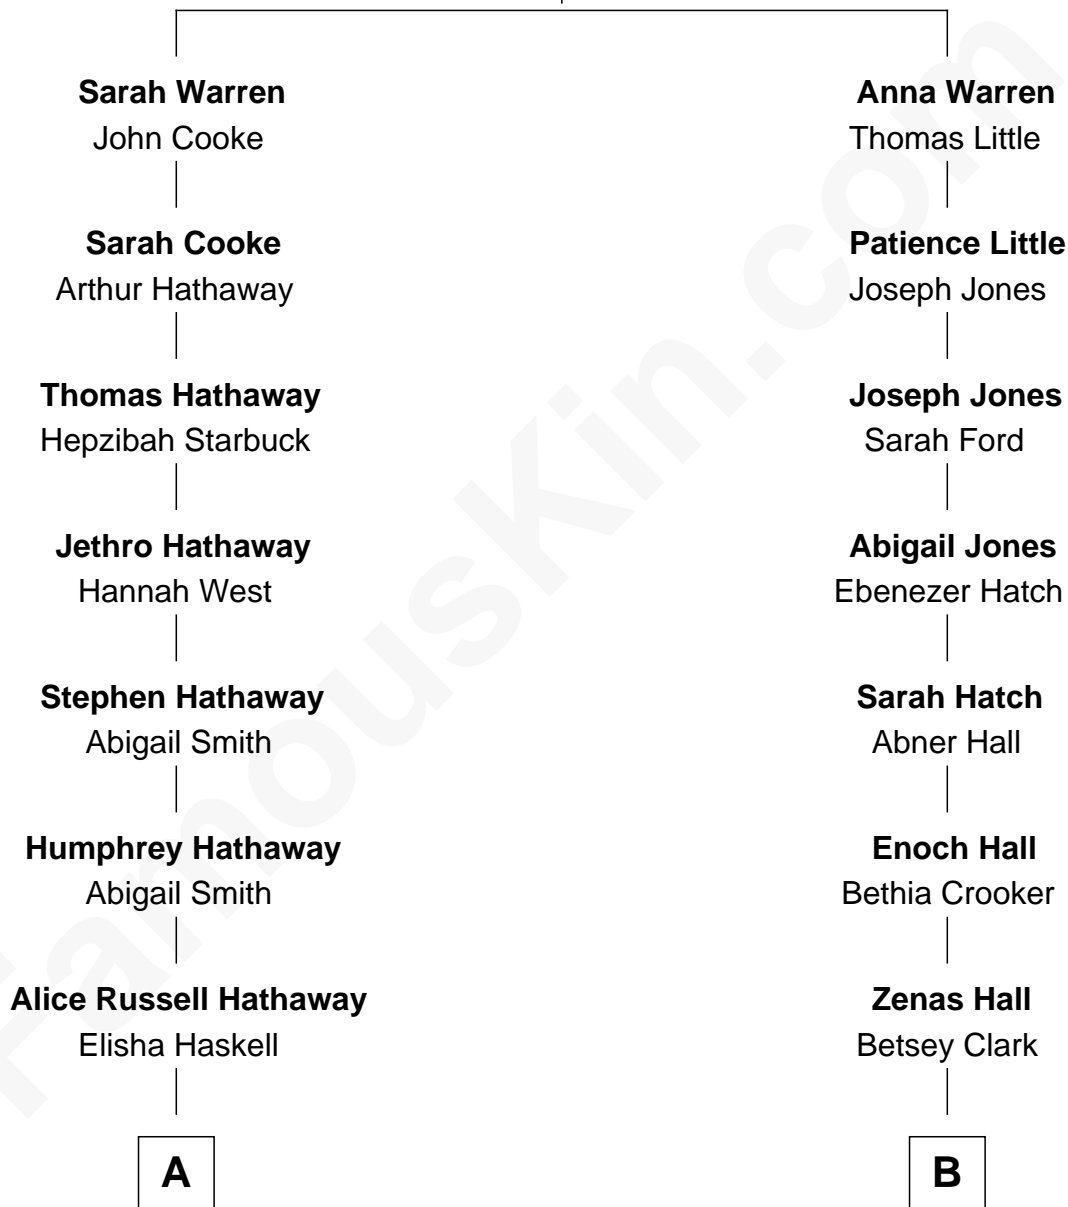 Sarah Warren
John Cooke
Sarah Cooke
Arthur Hathaway
Thomas Hathaway
Hepzibah Starbuck
Jethro Hathaway
Hannah West
Stephen Hathaway
Abigail Smith
Humphrey Hathaway
Abigail Smith
Alice Russell Hathaway
Elisha Haskell
A
Anna Warren
Thomas Little
Patience Little
Joseph Jones
Joseph Jones
Sarah Ford
Abigail Jones
Ebenezer Hatch
Sarah Hatch
Abner Hall
Enoch Hall
Bethia Crooker
Zenas Hall
Betsey Clark
B
FamousKin.com